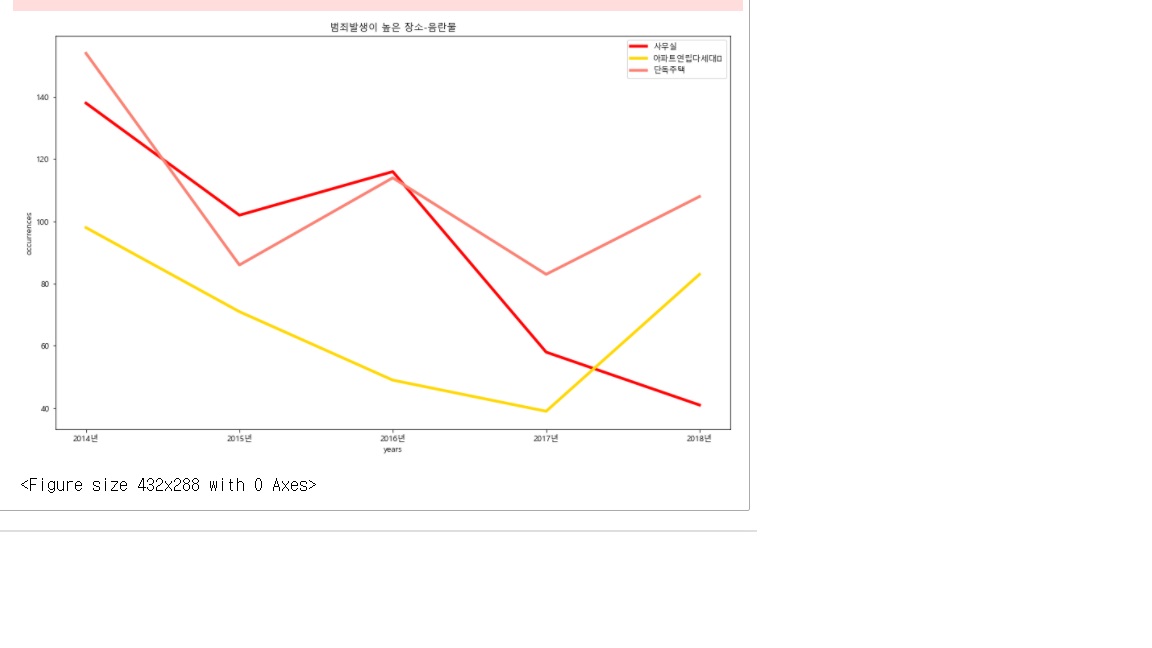 범죄발생이 높은 장소-음란물
사무실
아파트연립다세대▯
단독주택
occurrences
140
120
100
80
60
40
2014년
2015년
2016년
2017년
2018년
years
<Figure size 432x288 with 0 Axes>